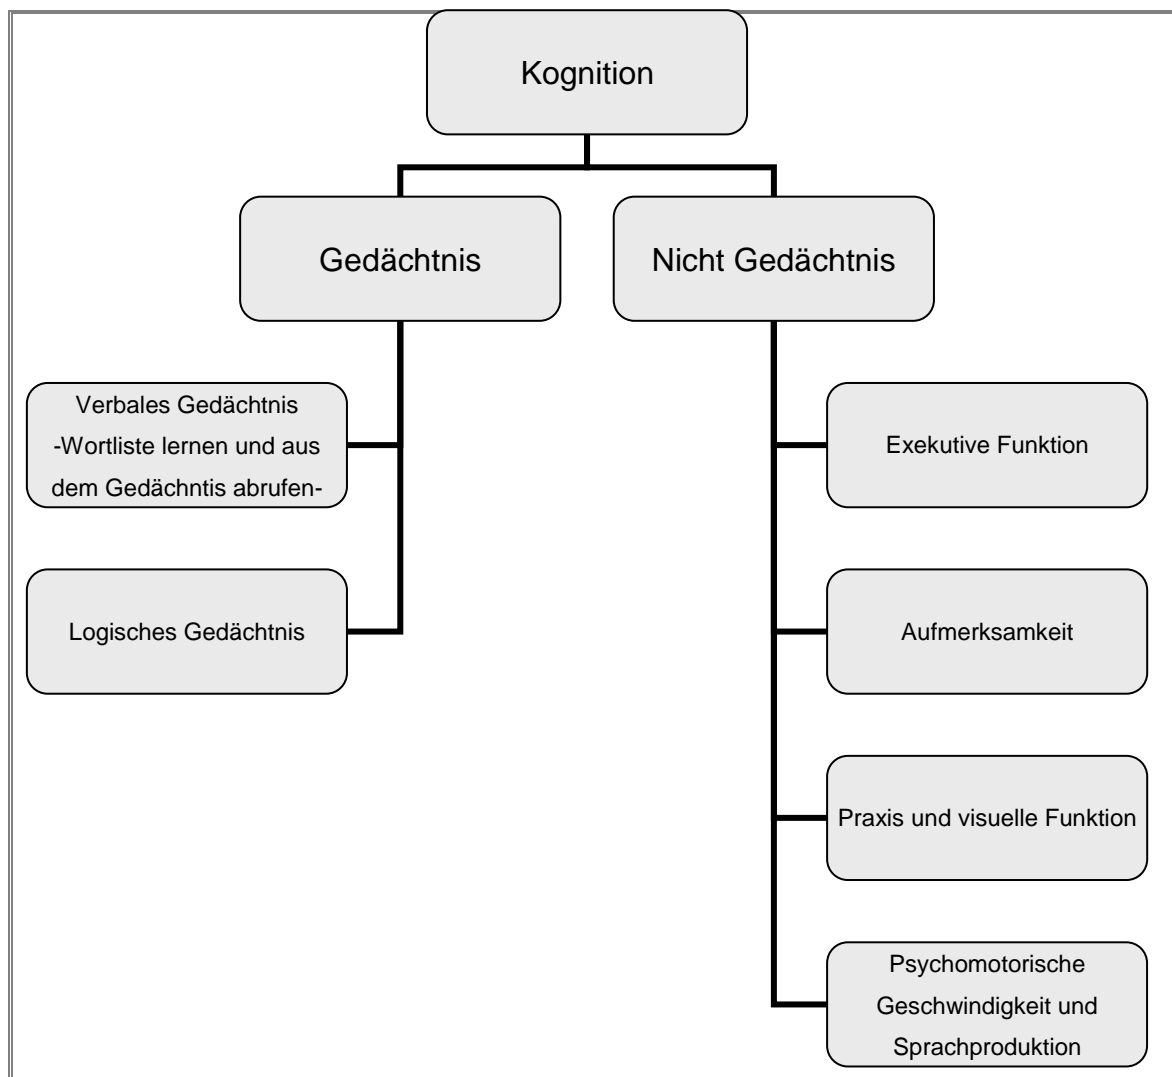 Kognition
Gedächtnis
Nicht Gedächtnis
Verbales Gedächtnis
-Wortliste lernen und aus
dem Gedächntis abrufen-
Logisches Gedächtnis
Exekutive Funktion
Aufmerksamkeit
Praxis und visuelle Funktion
Psychomotorische
Geschwindigkeit und
Sprachproduktion